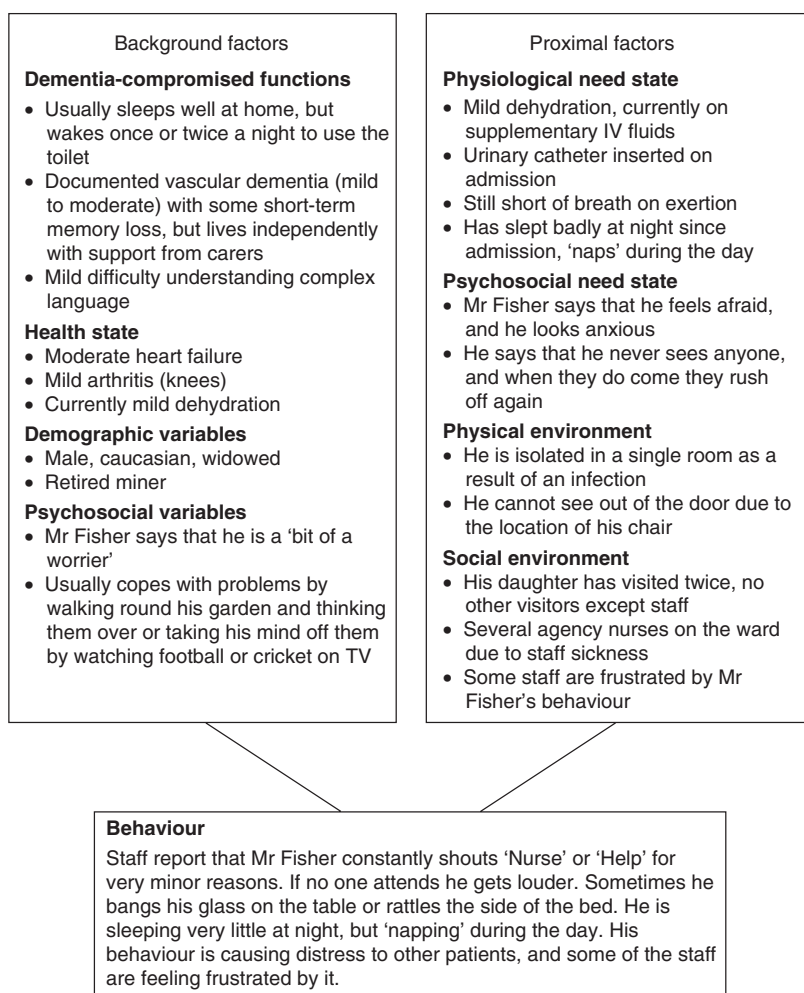 Background factors
Dementia-compromised functions
• Usually sleeps well at home, but
wakes once or twice a night to use the
toilet
• Documented vascular dementia (mild
to moderate) with some short-term
memory loss, but lives independently
with support from carers
• Mild difficulty understanding complex
language
Health state
• Moderate heart failure
• Mild arthritis (knees)
• Currently mild dehydration
Demographic variables
• Male, caucasian, widowed
• Retired miner
Psychosocial variables
• Mr Fisher says that he is a ‘bit of a
worrier’
• Usually copes with problems by
walking round his garden and thinking
them over or taking his mind off them
by watching football or cricket on TV
Proximal factors
Physiological need state
• Mild dehydration, currently on
supplementary IV fluids
• Urinary catheter inserted on
admission
• Still short of breath on exertion
• Has slept badly at night since
admission, ‘naps’ during the day
Psychosocial need state
• Mr Fisher says that he feels afraid,
and he looks anxious
• He says that he never sees anyone,
and when they do come they rush
off again
Physical environment
• He is isolated in a single room as a
result of an infection
• He cannot see out of the door due to
the location of his chair
Social environment
• His daughter has visited twice, no
other visitors except staff
• Several agency nurses on the ward
due to staff sickness
• Some staff are frustrated by Mr
Fisher’s behaviour
Behaviour
Staff report that Mr Fisher constantly shouts ‘Nurse’ or ‘Help’ for
very minor reasons. If no one attends he gets louder. Sometimes he
bangs his glass on the table or rattles the side of the bed. He is
sleeping very little at night, but ‘napping’ during the day. His
behaviour is causing distress to other patients, and some of the staff
are feeling frustrated by it.